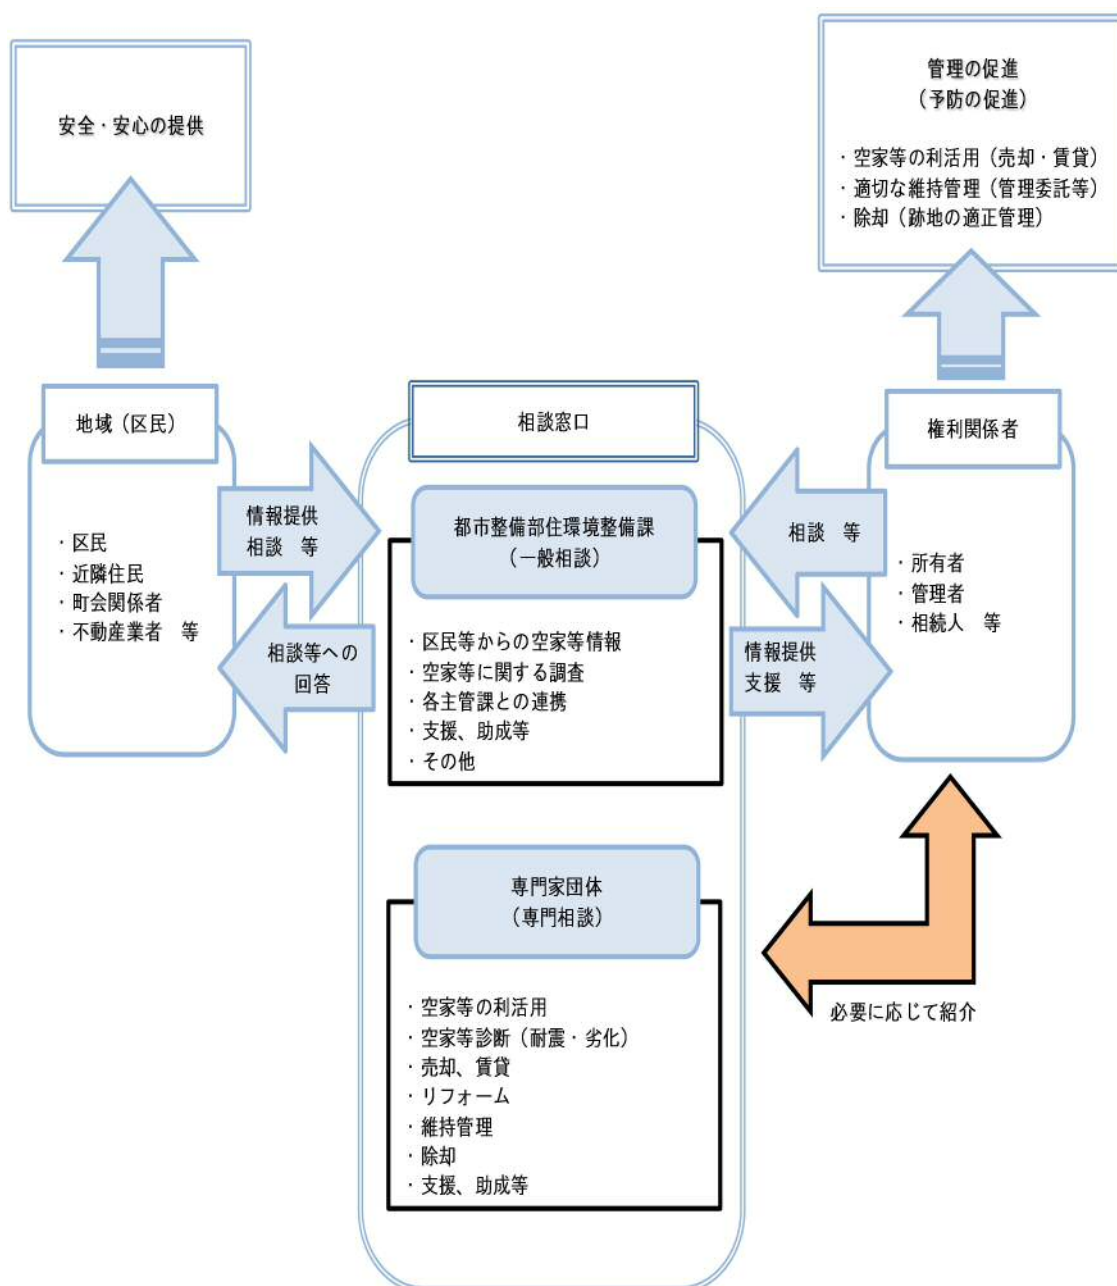 安全・安心の提供
管理の促進
(予防の促進)
・空家等の利活用(売却・賃貸)
・適切な維持管理(管理委託等)
・除却(跡地の適正管理)
地域(区民)
・区民
・近隣住民
・町会関係者
・不動産業者　等
情報提供
相談　等
相談等への
回答
相談窓口
都市整備部住環境整備課
(一般相談)
・区民等からの空家等情報
・空家等に関する調査
・各主管課との連携
・支援、助成等
・その他
専門家団体
(専門相談)
・空家等の利活用
・空家等診断(耐震・劣化)
・売却、賃貸
・リフォーム
・維持管理
・除却
・支援、助成等
相談　等
情報提供
支援　等
権利関係者
・所有者
・管理者
・相続人　等
必要に応じて紹介